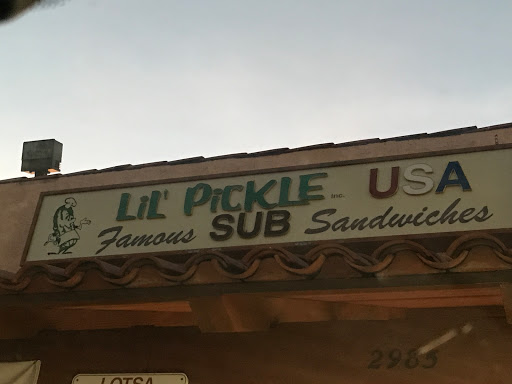 LiL' PiCKLE Inc. USA
Famous SUB Sandwiches
2985
LOTSA